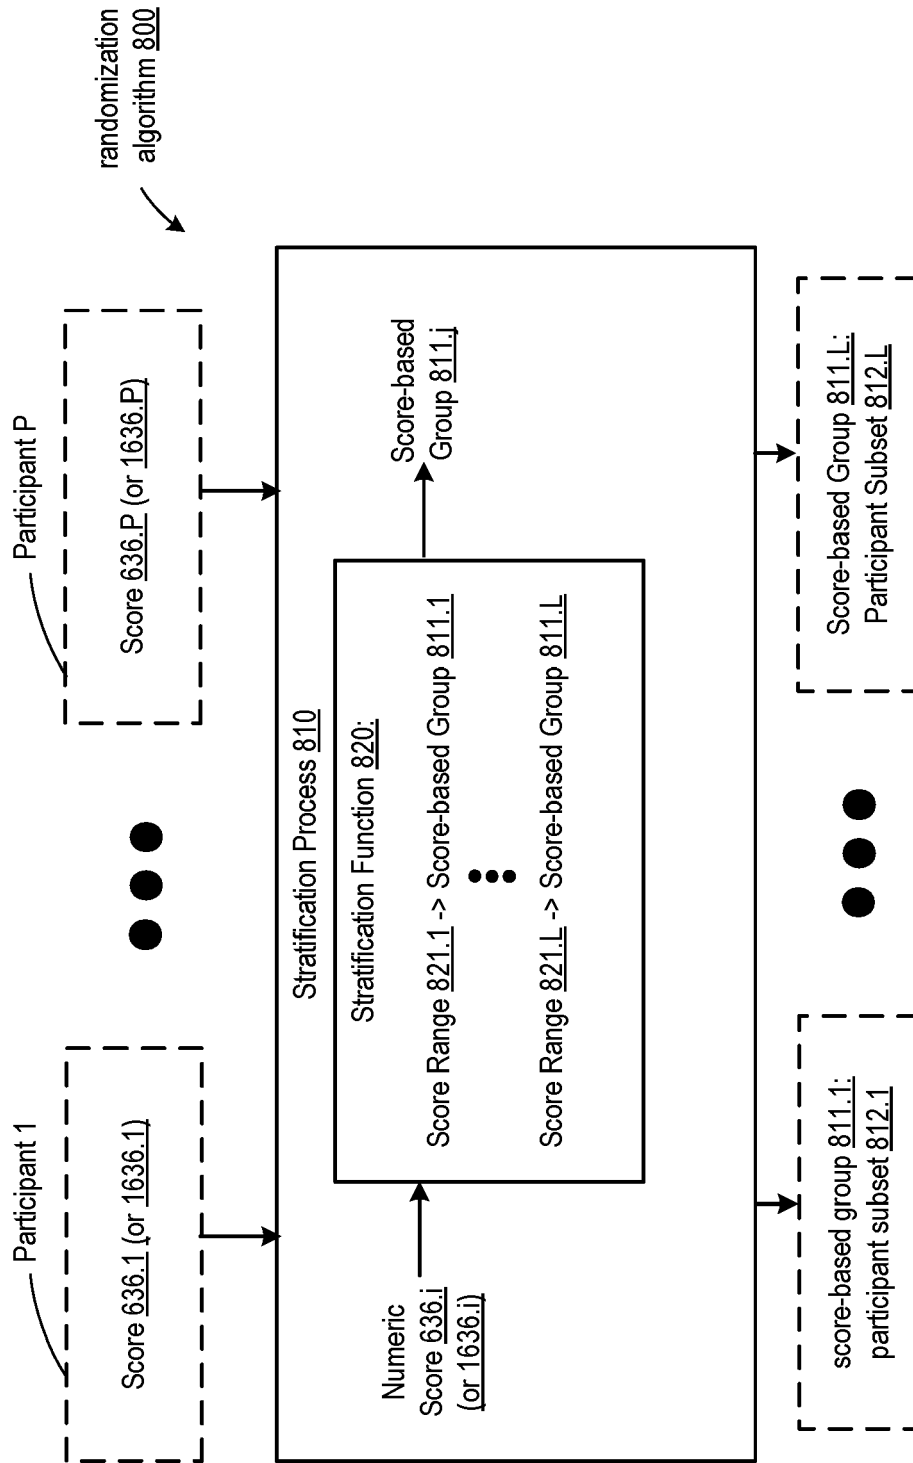 randomization
algorithm 800
Participant 1
Participant P
Score 636.1 (or 1636.1)
Score 636.P (or 1636.P)
Stratification Process 810
Stratification Function 820:
Score Range 821.1 -> Score-based Group 811.1
Score Range 821.L -> Score-based Group 811.L
Numeric
Score 636.i
(or 1636.i)
Score-based
Group 811.j
score-based group 811.1:
participant subset 812.1
Score-based Group 811.L:
Participant Subset 812.L